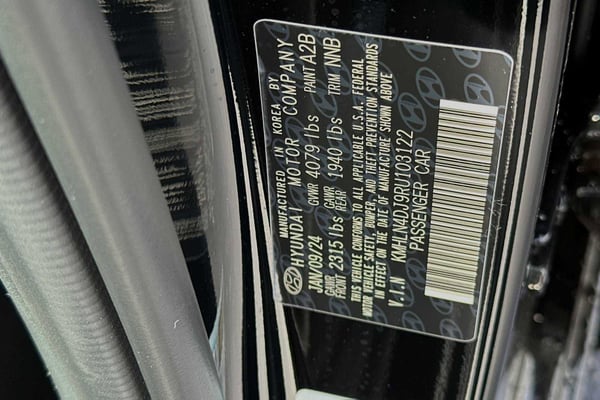 MANUFACTURED IN KOREA BY
HYUNDAI MOTOR COMPANY
JAN/09/24 GVWR 4079 lbs PAINT A2B
GAWR FRONT 2315 lbs GAWR REAR 1940 lbs TRIM NNB
THIS VEHICLE CONFORMS TO ALL APPLICABLE U.S.A. FEDERAL
MOTOR VEHICLE SAFETY, BUMPER, AND THEFT PREVENTION STANDARDS
IN EFFECT ON THE DATE OF MANUFACTURE SHOWN ABOVE
V.I.N KMHLN4DJ9RU103122
PASSENGER CAR